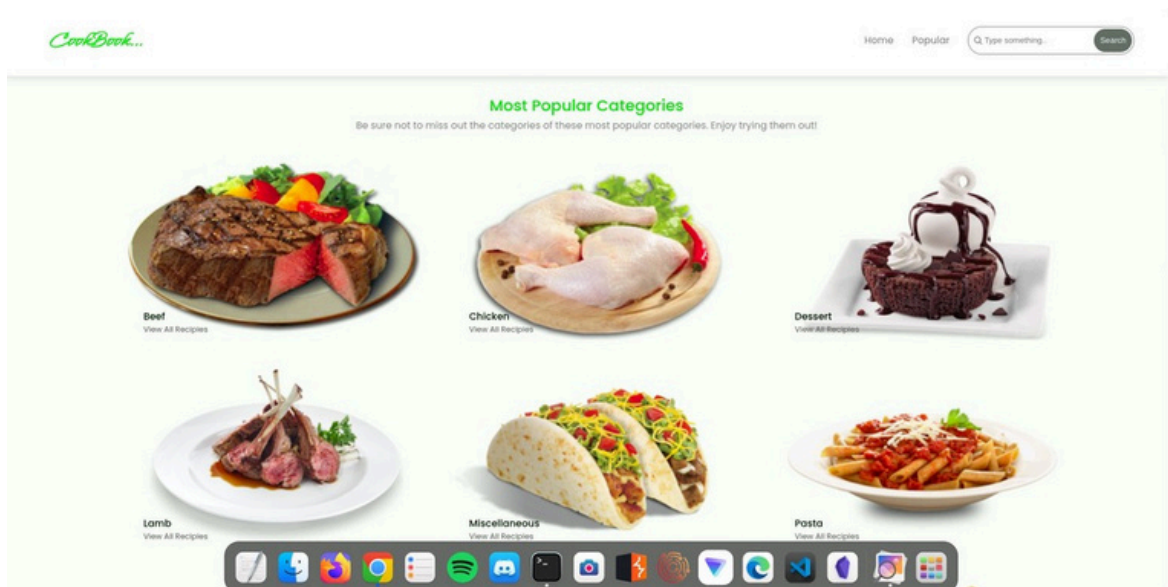 CookBook...
Home Popular Type something.. Search
Most Popular Categories
Be sure not to miss out the categories of these most popular categories. Enjoy trying them out!
Beef
View All Recipies
Chicken
View All Recipies
Dessert
View All Recipies
Lamb
View All Recipies
Miscellaneous
View All Recipies
Pasta
View All Recipies